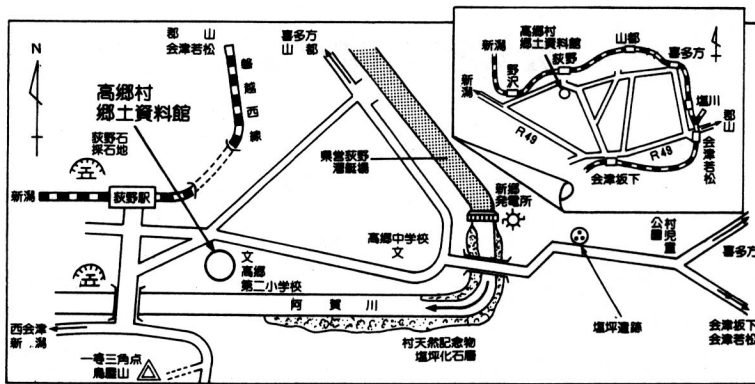 N
郡山
会津若松
磐越西線
喜多方
山都
高郷村
郷土資料館
荻野石
採石地
新潟
荻野駅
県営荻野
漕艇場
新郷
発電所
高郷中学校
文
文
高郷
第二小学校
阿賀川
村天然記念物
塩坪化石層
塩坪遺跡
村児童
公園
喜多方
会津坂下
会津若松
西会津
新潟
一等三角点
烏屋山
N
高郷村
郷土資料館
新潟
野沢
荻野
山都
喜多方
新潟
塩川
郡山
R49
R49
会津若松
会津坂下